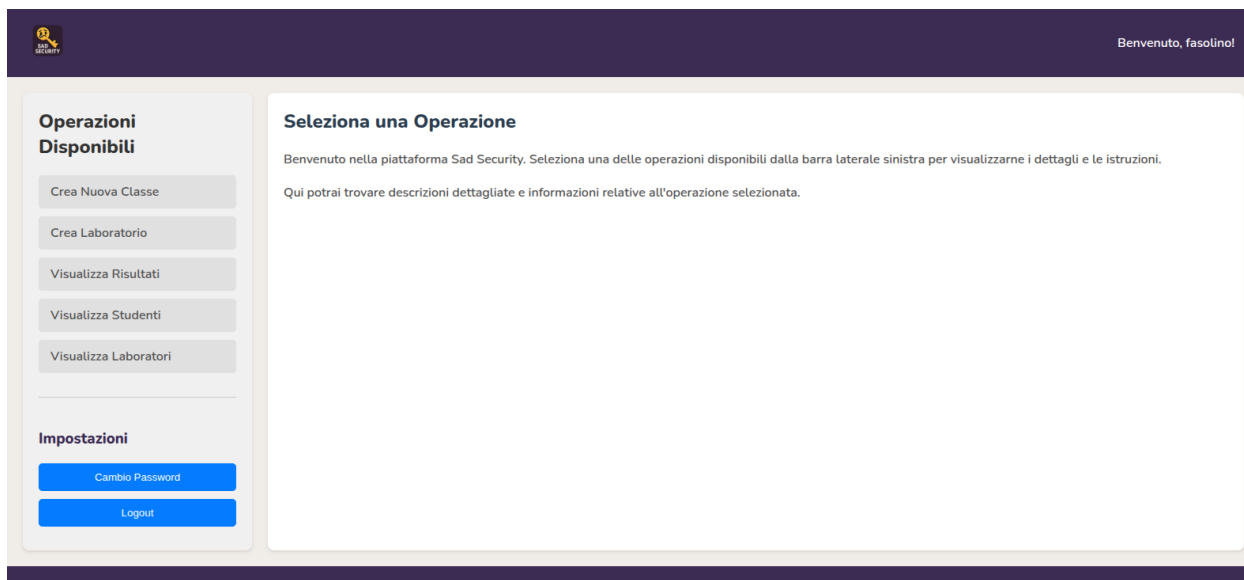 SAD
SECURITY
Benvenuto, fasolino!
Operazioni
Disponibili
Crea Nuova Classe
Crea Laboratorio
Visualizza Risultati
Visualizza Studenti
Visualizza Laboratori
Impostazioni
Cambio Password
Logout
Seleziona una Operazione
Benvenuto nella piattaforma Sad Security. Seleziona una delle operazioni disponibili dalla barra laterale sinistra per visualizzarne i dettagli e le istruzioni.
Qui potrai trovare descrizioni dettagliate e informazioni relative all'operazione selezionata.